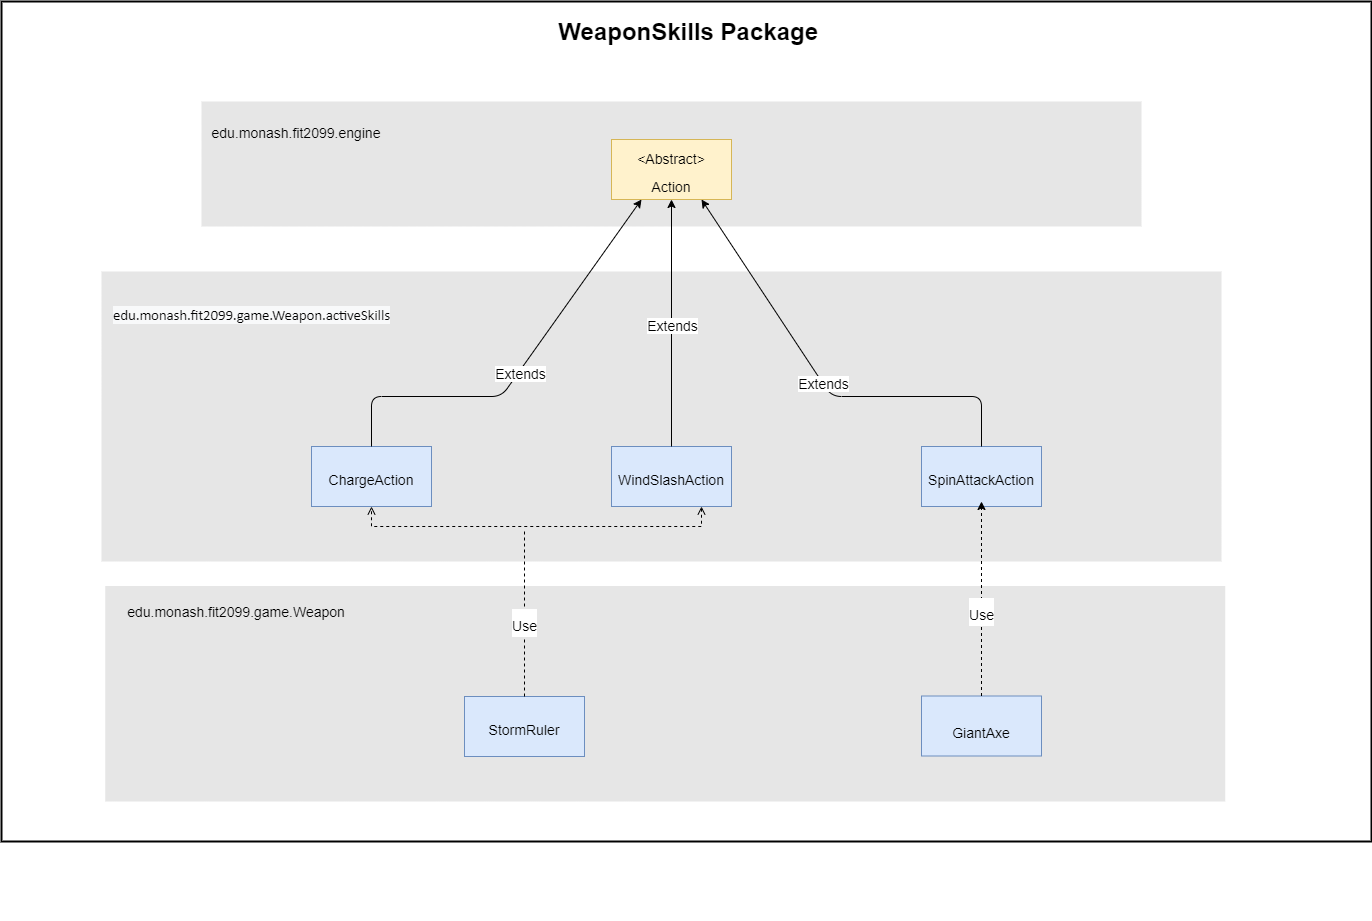 WeaponSkills Package
edu.monash.fit2099.engine
<Abstract>
Action
edu.monash.fit2099.game.Weapon.activeSkills
Extends
Extends
Extends
ChargeAction
WindSlashAction
SpinAttackAction
edu.monash.fit2099.game.Weapon
Use
Use
StormRuler
GiantAxe